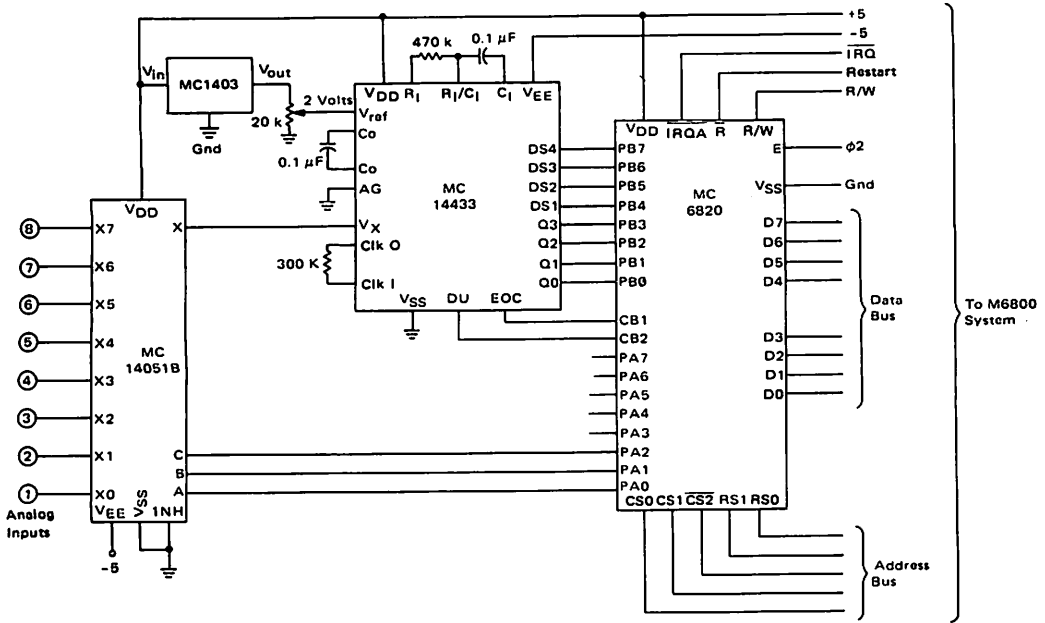 +5
-5
IRQ
Restart
R/W
470 k
0.1 µF
Vin
MC1403
Vout
VDD RI RI/CI CI VEE
2 Volts
Vref
20 k
Gnd
Co
0.1 µF
Co
AG
MC
14433
VX
Clk O
300 K
Clk I
VSS
DU
EOC
DS4
DS3
DS2
DS1
Q3
Q2
Q1
Q0
VDD IRQA R R/W
PB7
PB6
PB5
PB4
PB3
PB2
PB1
PB0
CB1
CB2
PA7
PA6
PA5
PA4
PA3
PA2
PA1
PA0
MC
6820
E
ϕ2
VSS
Gnd
D7
D6
D5
D4
D3
D2
D1
D0
Data
Bus
To M6800
System
CS0 CS1 CS2 RS1 RS0
Address
Bus
VDD
8 X7
7 X6
6 X5
5 X4
4 X3
3 X2
2 X1
1 X0
X
MC
14051B
C
B
A
VEE VSS 1NH
Analog
Inputs
-5